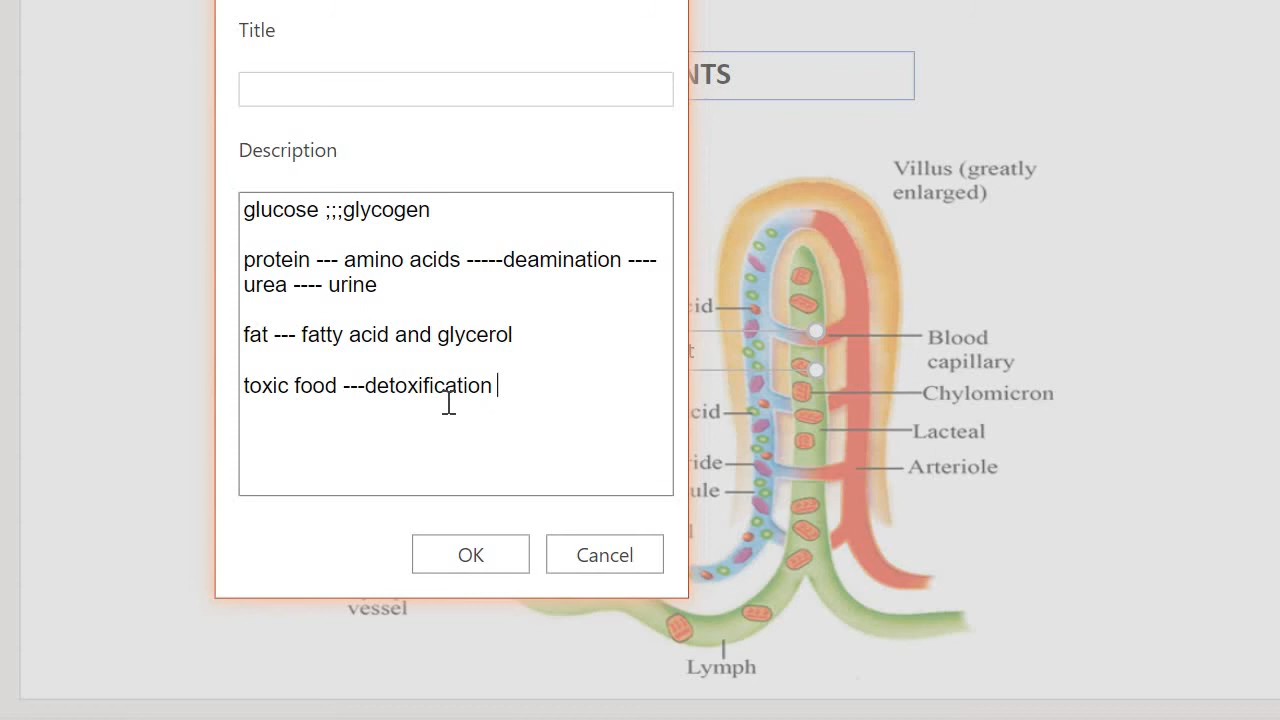 Title
NTS
Description
glucose ;;;glycogen
protein --- amino acids -----deamination ----
urea ---- urine
fat --- fatty acid and glycerol
toxic food ---detoxification
OK
Cancel
Villus (greatly
enlarged)
Blood
capillary
Chylomicron
Lacteal
Arteriole
vessel
Lymph